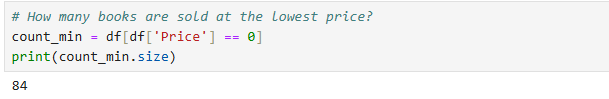 # How many books are sold at the lowest price?
count_min = df[df['Price'] == 0]
print(count_min.size)
84